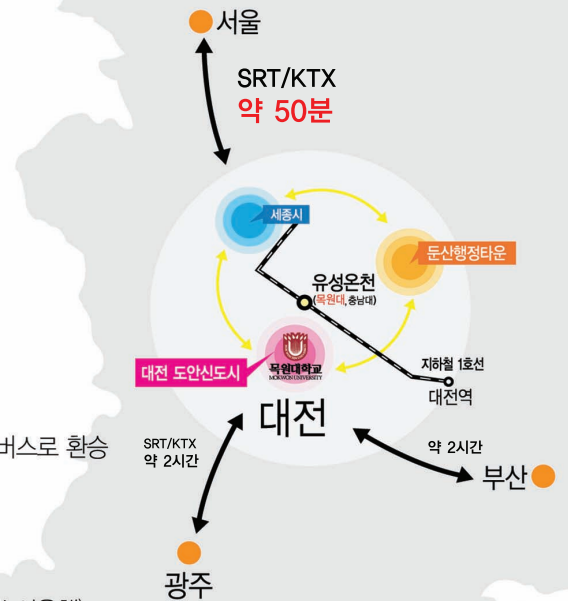 서울
SRT/KTX
약 50분
세종시
둔산행정타운
유성온천
(목원대, 충남대)
목원대학교
MOKWON UNIVERSITY
대전 도안신도시
지하철 1호선
대전역
대전
버스로 환승
SRT/KTX
약 2시간
약 2시간
부산
광주